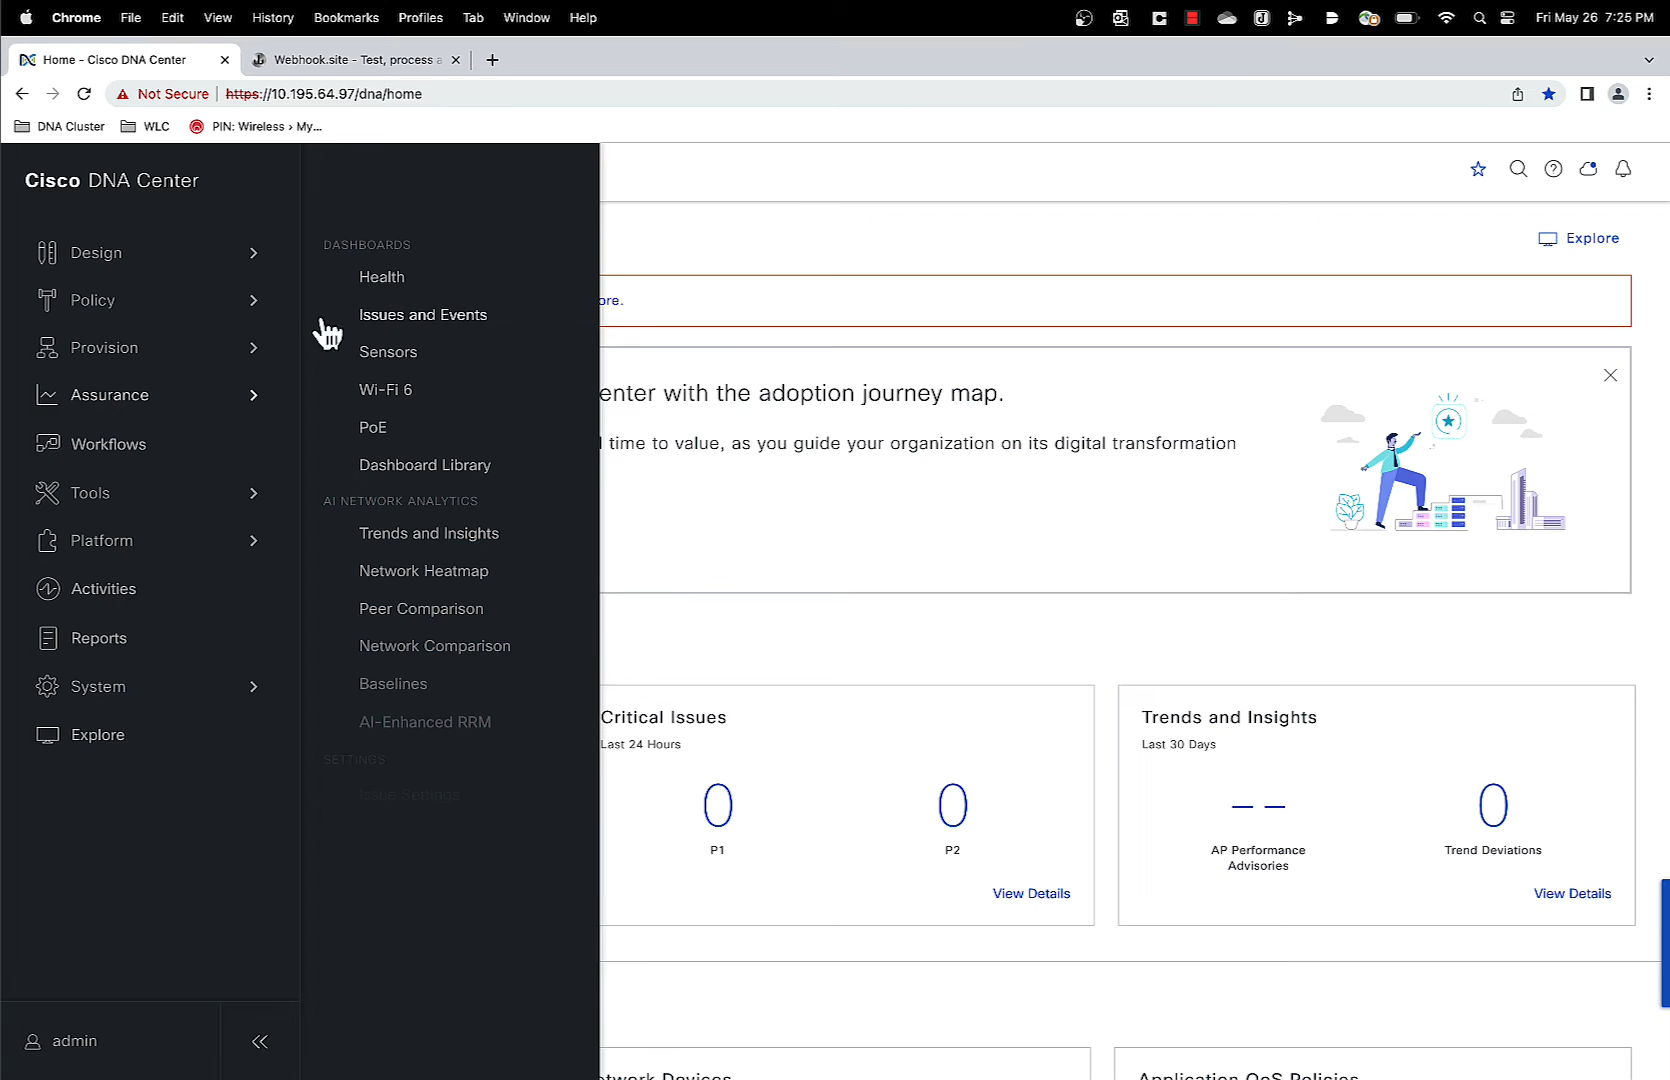 Chrome File Edit View History Bookmarks Profiles Tab Window Help
Fri May 26 7:25 PM
Home - Cisco DNA Center
Webhook.site - Test, process a
Not Secure https://10.195.64.97/dna/home
DNA Cluster WLC PIN: Wireless › My...
Cisco DNA Center
Design
Policy
Provision
Assurance
Workflows
Tools
Platform
Activities
Reports
System
Explore
admin
DASHBOARDS
Health
Issues and Events
Sensors
Wi-Fi 6
PoE
Dashboard Library
AI NETWORK ANALYTICS
Trends and Insights
Network Heatmap
Peer Comparison
Network Comparison
Baselines
AI-Enhanced RRM
SETTINGS
Issue Settings
Explore
ore.
enter with the adoption journey map.
time to value, as you guide your organization on its digital transformation
Critical Issues
Last 24 Hours
0 0
P1 P2
View Details
Trends and Insights
Last 30 Days
— — 0
AP Performance Advisories
Trend Deviations
View Details
twork Devices
Application QoS Policies